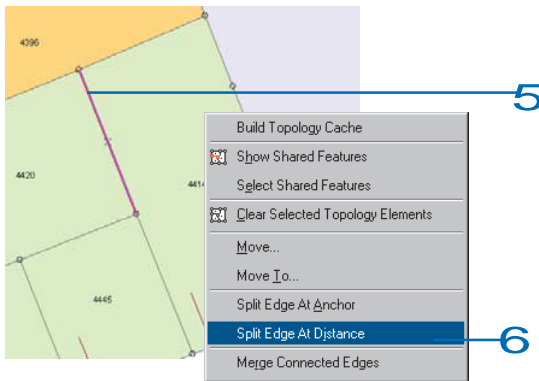 4396
5
4420
441
4445
Build Topology Cache
Show Shared Features
Select Shared Features
Clear Selected Topology Elements
Move...
Move To...
Split Edge At Anchor
Split Edge At Distance
6
Merge Connected Edges